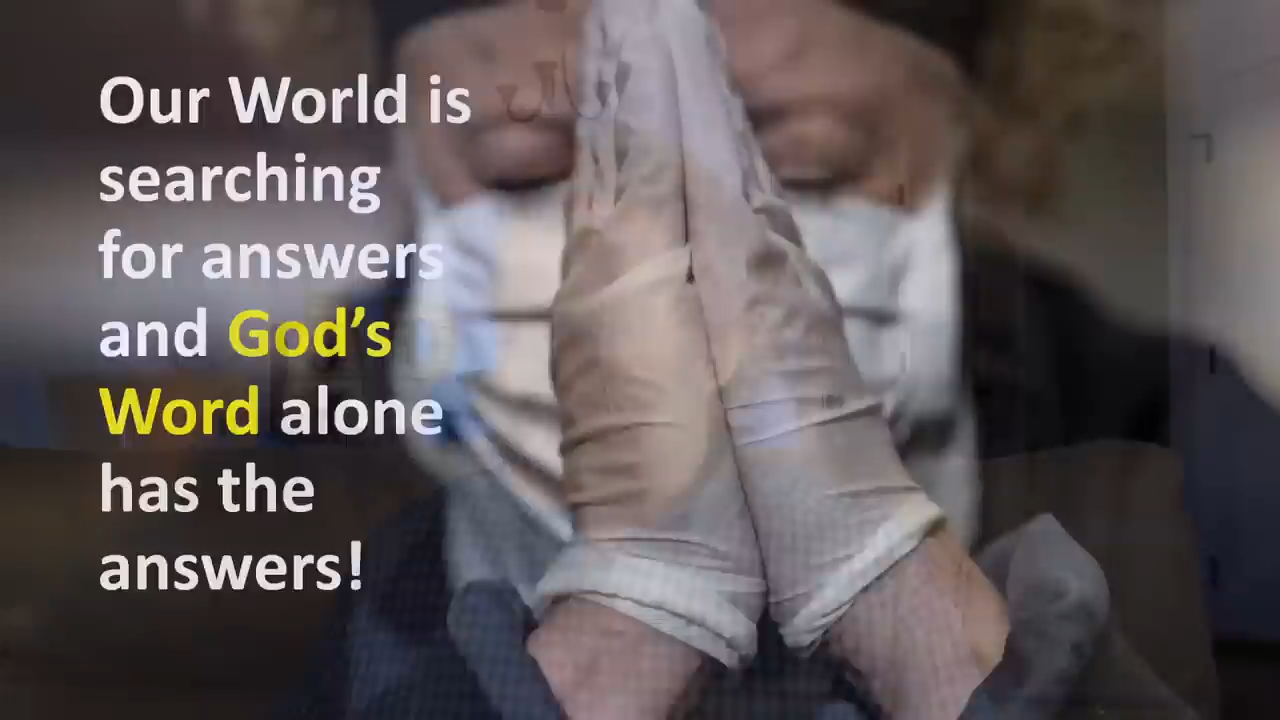 Our World is
searching
for answers
and God’s
Word alone
has the
answers!